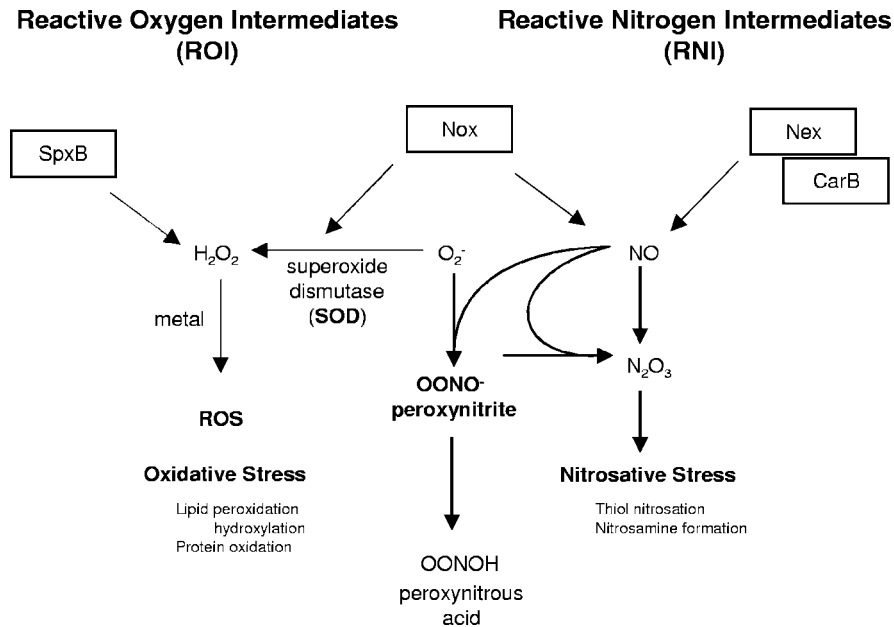 Reactive Oxygen Intermediates
(ROI)
Reactive Nitrogen Intermediates
(RNI)
SpxB
Nox
Nex
CarB
H₂O₂
superoxide
dismutase
(SOD)
O₂⁻
NO
metal
N₂O₃
OONO⁻
peroxynitrite
ROS
Oxidative Stress
Lipid peroxidation
hydroxylation
Protein oxidation
Nitrosative Stress
Thiol nitrosation
Nitrosamine formation
OONOH
peroxynitrous
acid